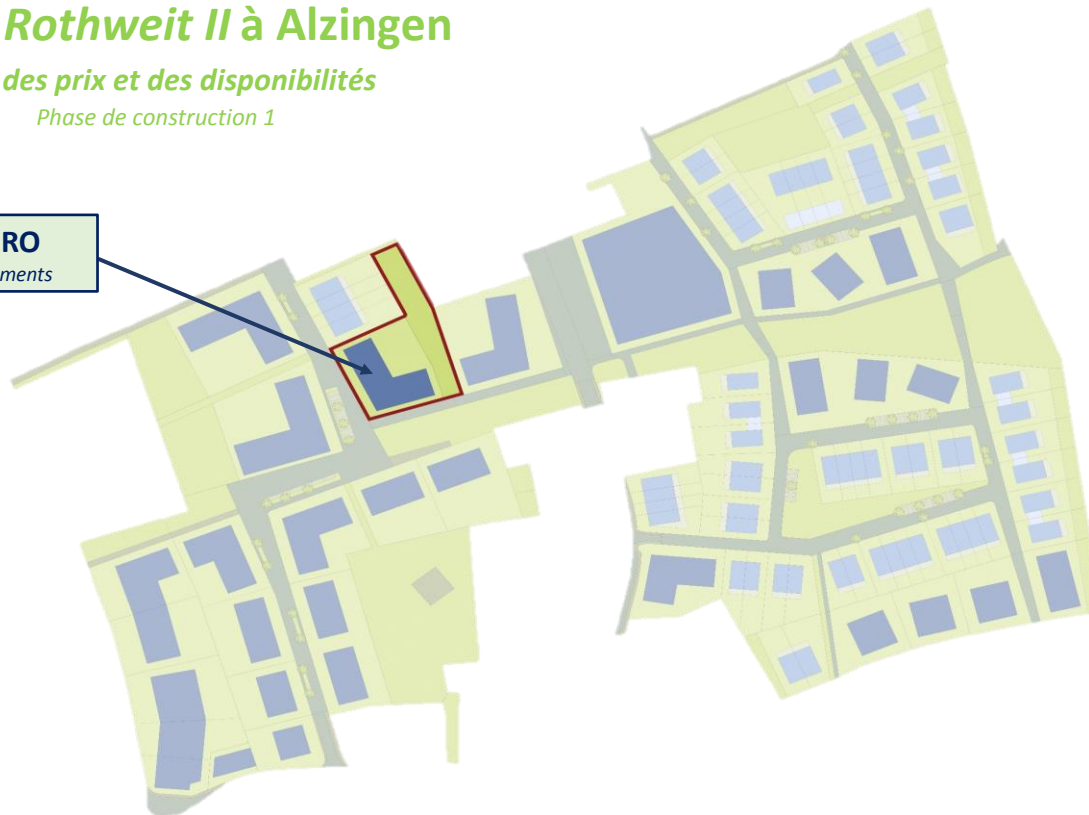 Rothweit II à Alzingen
des prix et des disponibilités
Phase de construction 1
RO
ments